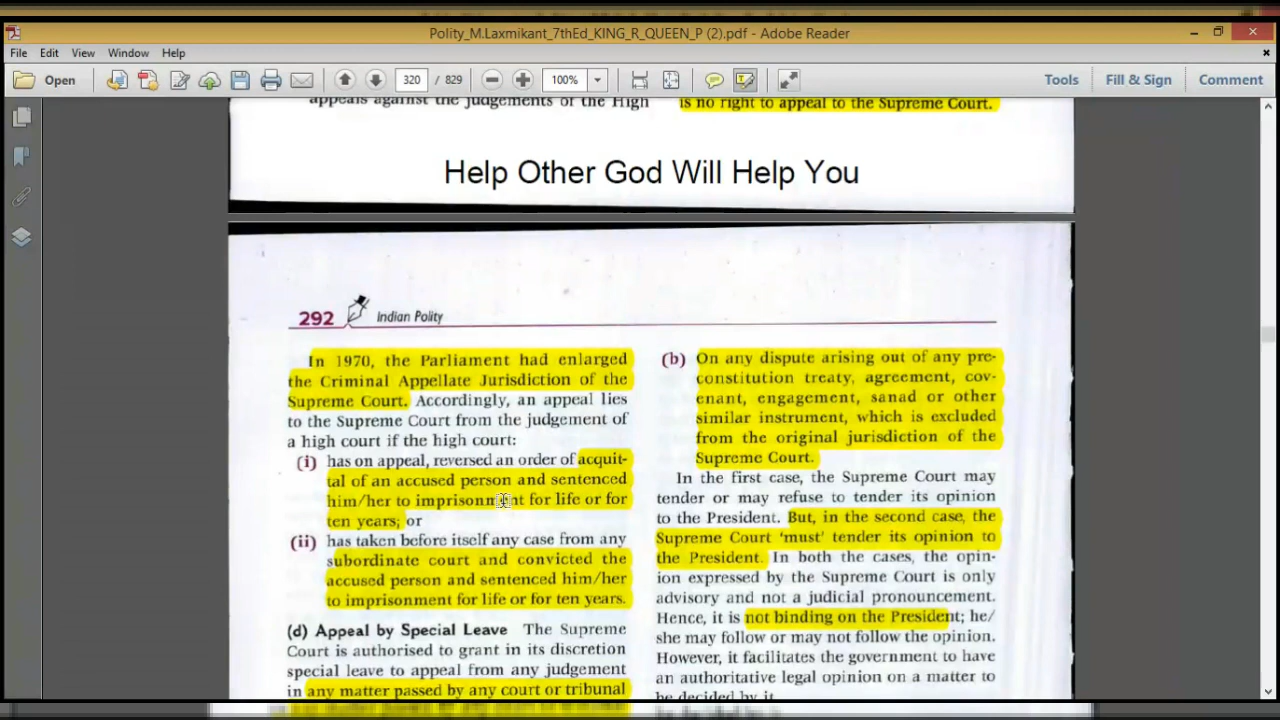 Polity_M.Laxmikant_7thEd_KING_R_QUEEN_P (2).pdf - Adobe Reader
File Edit View Window Help
Open 320 / 829 100% Tools Fill & Sign Comment
appeals against the judgements of the High
is no right to appeal to the Supreme Court.
Help Other God Will Help You
292 Indian Polity
In 1970, the Parliament had enlarged
the Criminal Appellate Jurisdiction of the
Supreme Court. Accordingly, an appeal lies
to the Supreme Court from the judgement of
a high court if the high court:
(i) has on appeal, reversed an order of acquit-
tal of an accused person and sentenced
him/her to imprisonment for life or for
ten years; or
(ii) has taken before itself any case from any
subordinate court and convicted the
accused person and sentenced him/her
to imprisonment for life or for ten years.
(d) Appeal by Special Leave The Supreme
Court is authorised to grant in its discretion
special leave to appeal from any judgement
in any matter passed by any court or tribunal
(b) On any dispute arising out of any pre-
constitution treaty, agreement, cov-
enant, engagement, sanad or other
similar instrument, which is excluded
from the original jurisdiction of the
Supreme Court.
In the first case, the Supreme Court may
tender or may refuse to tender its opinion
to the President. But, in the second case, the
Supreme Court 'must' tender its opinion to
the President. In both the cases, the opin-
ion expressed by the Supreme Court is only
advisory and not a judicial pronouncement.
Hence, it is not binding on the President; he/
she may follow or may not follow the opinion.
However, it facilitates the government to have
an authoritative legal opinion on a matter to
be decided by it.